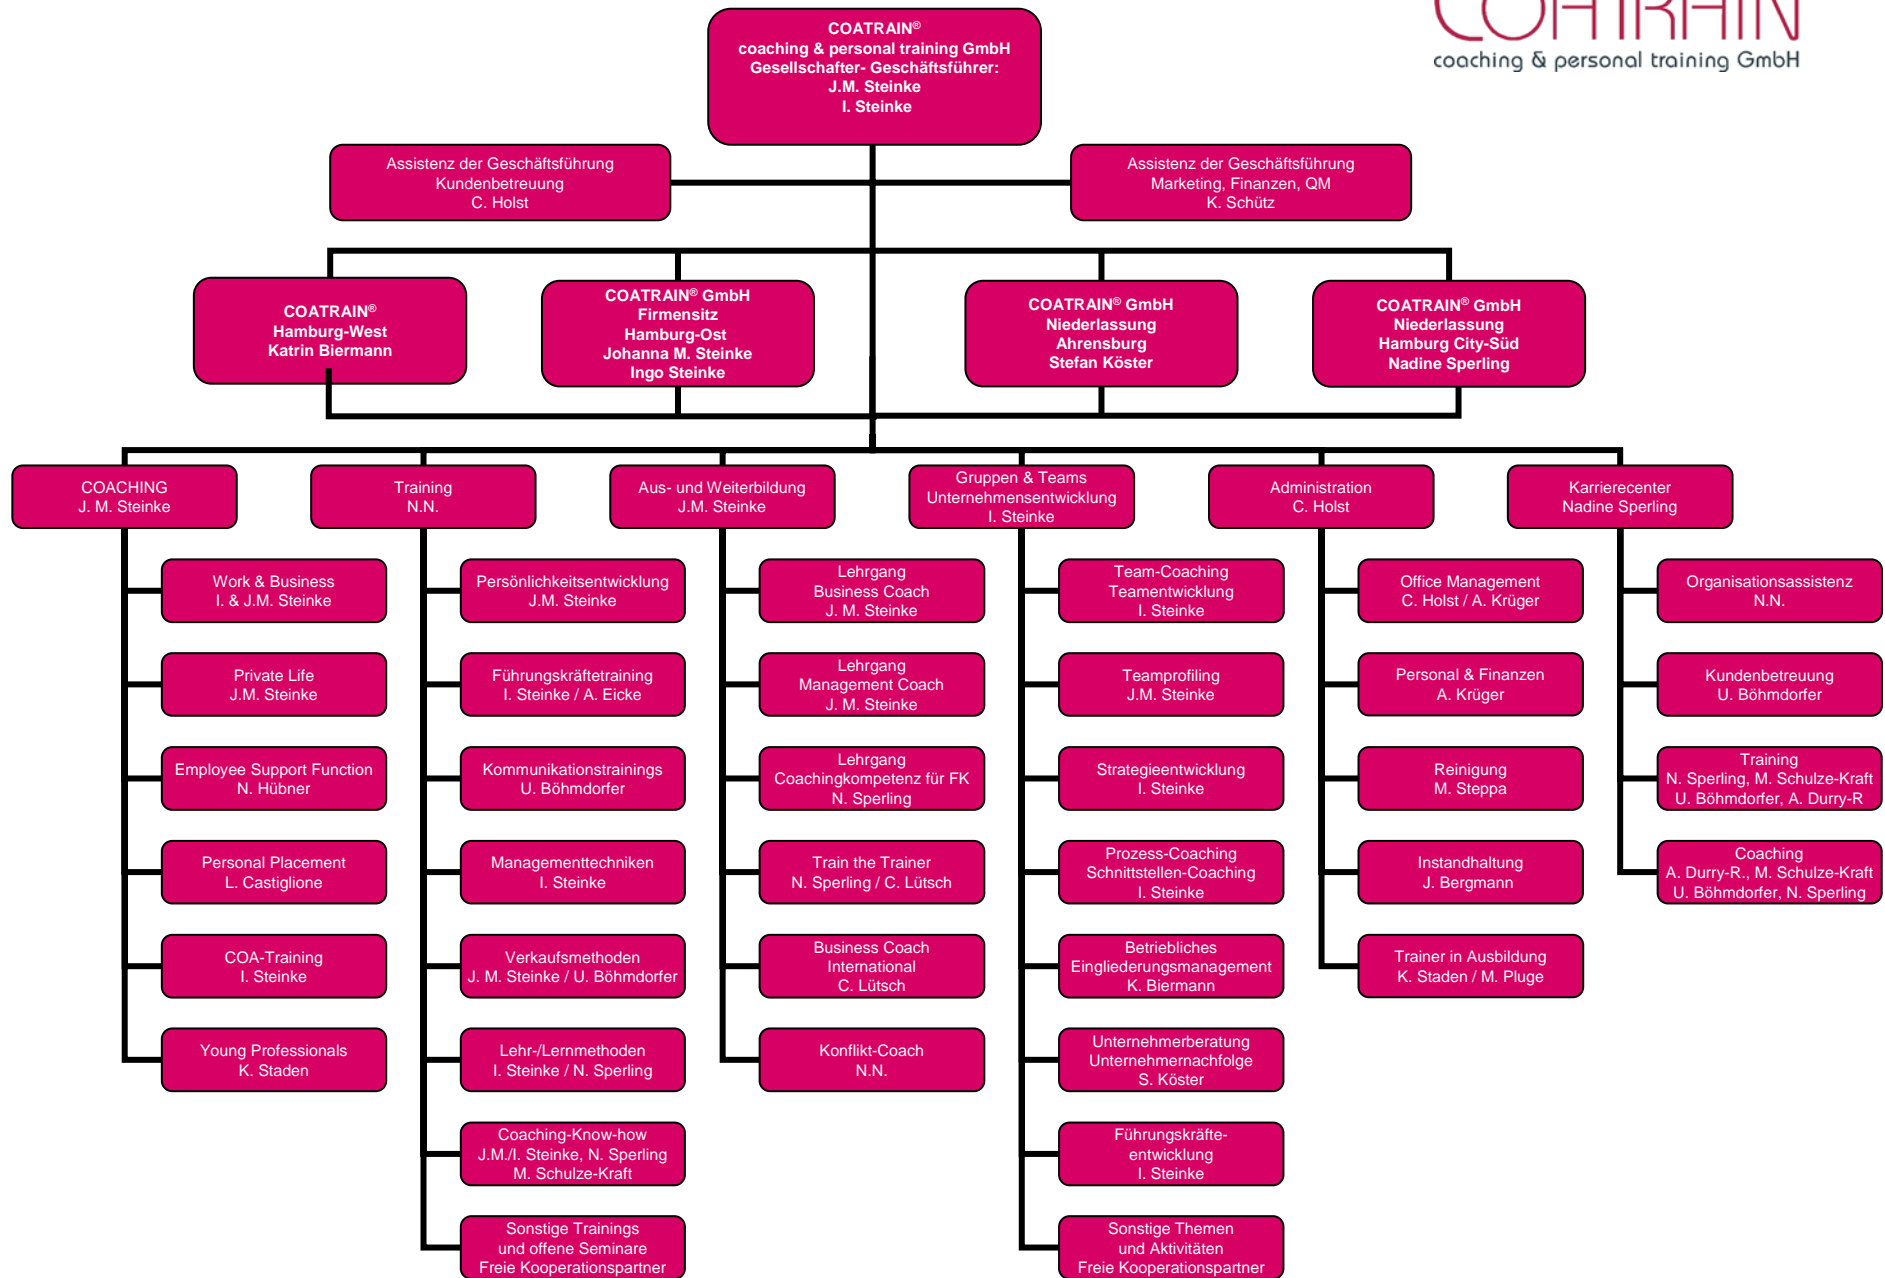 COATRAIN
coaching & personal training GmbH
COATRAIN®
coaching & personal training GmbH
Gesellschafter- Geschäftsführer:
J.M. Steinke
I. Steinke
Assistenz der Geschäftsführung
Kundenbetreuung
C. Holst
Assistenz der Geschäftsführung
Marketing, Finanzen, QM
K. Schütz
COATRAIN®
Hamburg-West
Katrin Biermann
COATRAIN® GmbH
Firmensitz
Hamburg-Ost
Johanna M. Steinke
Ingo Steinke
COATRAIN® GmbH
Niederlassung
Ahrensburg
Stefan Köster
COATRAIN® GmbH
Niederlassung
Hamburg City-Süd
Nadine Sperling
COACHING
J. M. Steinke
Training
N.N.
Aus- und Weiterbildung
J.M. Steinke
Gruppen & Teams
Unternehmensentwicklung
I. Steinke
Administration
C. Holst
Karrierecenter
Nadine Sperling
Work & Business
I. & J.M. Steinke
Private Life
J.M. Steinke
Employee Support Function
N. Hübner
Personal Placement
L. Castiglione
COA-Training
I. Steinke
Young Professionals
K. Staden
Persönlichkeitsentwicklung
J.M. Steinke
Führungskräftetraining
I. Steinke / A. Eicke
Kommunikationstrainings
U. Böhmdorfer
Managementtechniken
I. Steinke
Verkaufsmethoden
J. M. Steinke / U. Böhmdorfer
Lehr-/Lernmethoden
I. Steinke / N. Sperling
Coaching-Know-how
J.M./I. Steinke, N. Sperling
M. Schulze-Kraft
Sonstige Trainings
und offene Seminare
Freie Kooperationspartner
Lehrgang
Business Coach
J. M. Steinke
Lehrgang
Management Coach
J. M. Steinke
Lehrgang
Coachingkompetenz für FK
N. Sperling
Train the Trainer
N. Sperling / C. Lütsch
Business Coach
International
C. Lütsch
Konflikt-Coach
N.N.
Team-Coaching
Teamentwicklung
I. Steinke
Teamprofiling
J.M. Steinke
Strategieentwicklung
I. Steinke
Prozess-Coaching
Schnittstellen-Coaching
I. Steinke
Betriebliches
Eingliederungsmanagement
K. Biermann
Unternehmerberatung
Unternehmernachfolge
S. Köster
Führungskräfte-
entwicklung
I. Steinke
Sonstige Themen
und Aktivitäten
Freie Kooperationspartner
Office Management
C. Holst / A. Krüger
Personal & Finanzen
A. Krüger
Reinigung
M. Steppa
Instandhaltung
J. Bergmann
Trainer in Ausbildung
K. Staden / M. Pluge
Organisationsassistenz
N.N.
Kundenbetreuung
U. Böhmdorfer
Training
N. Sperling, M. Schulze-Kraft
U. Böhmdorfer, A. Durry-R
Coaching
A. Durry-R., M. Schulze-Kraft
U. Böhmdorfer, N. Sperling